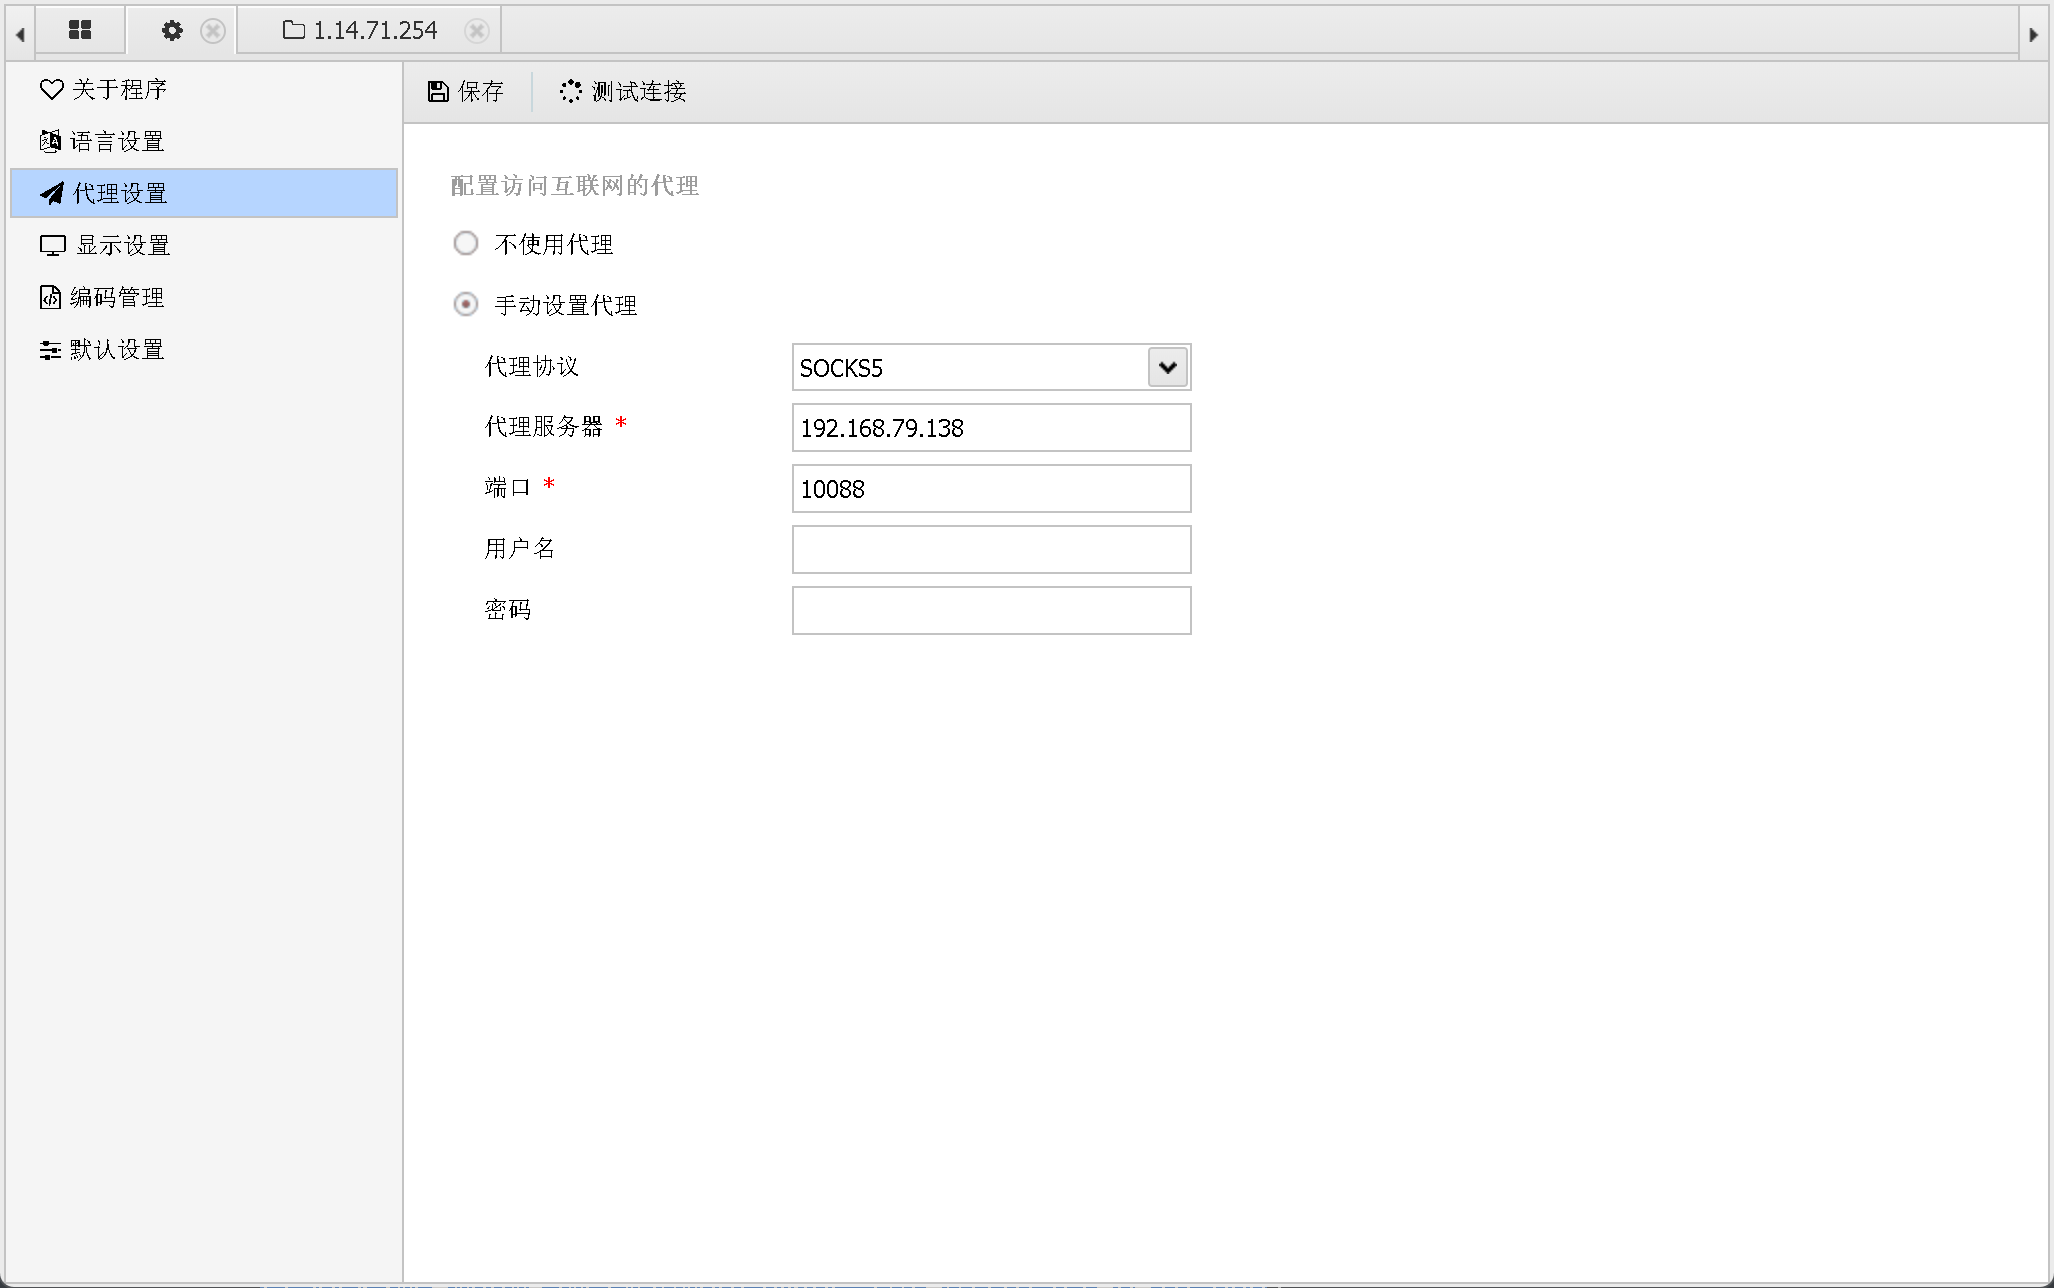 1.14.71.254
关于程序
语言设置
代理设置
显示设置
编码管理
默认设置
保存
测试连接
配置访问互联网的代理
不使用代理
手动设置代理
代理协议 SOCKS5
代理服务器 * 192.168.79.138
端口 * 10088
用户名
密码